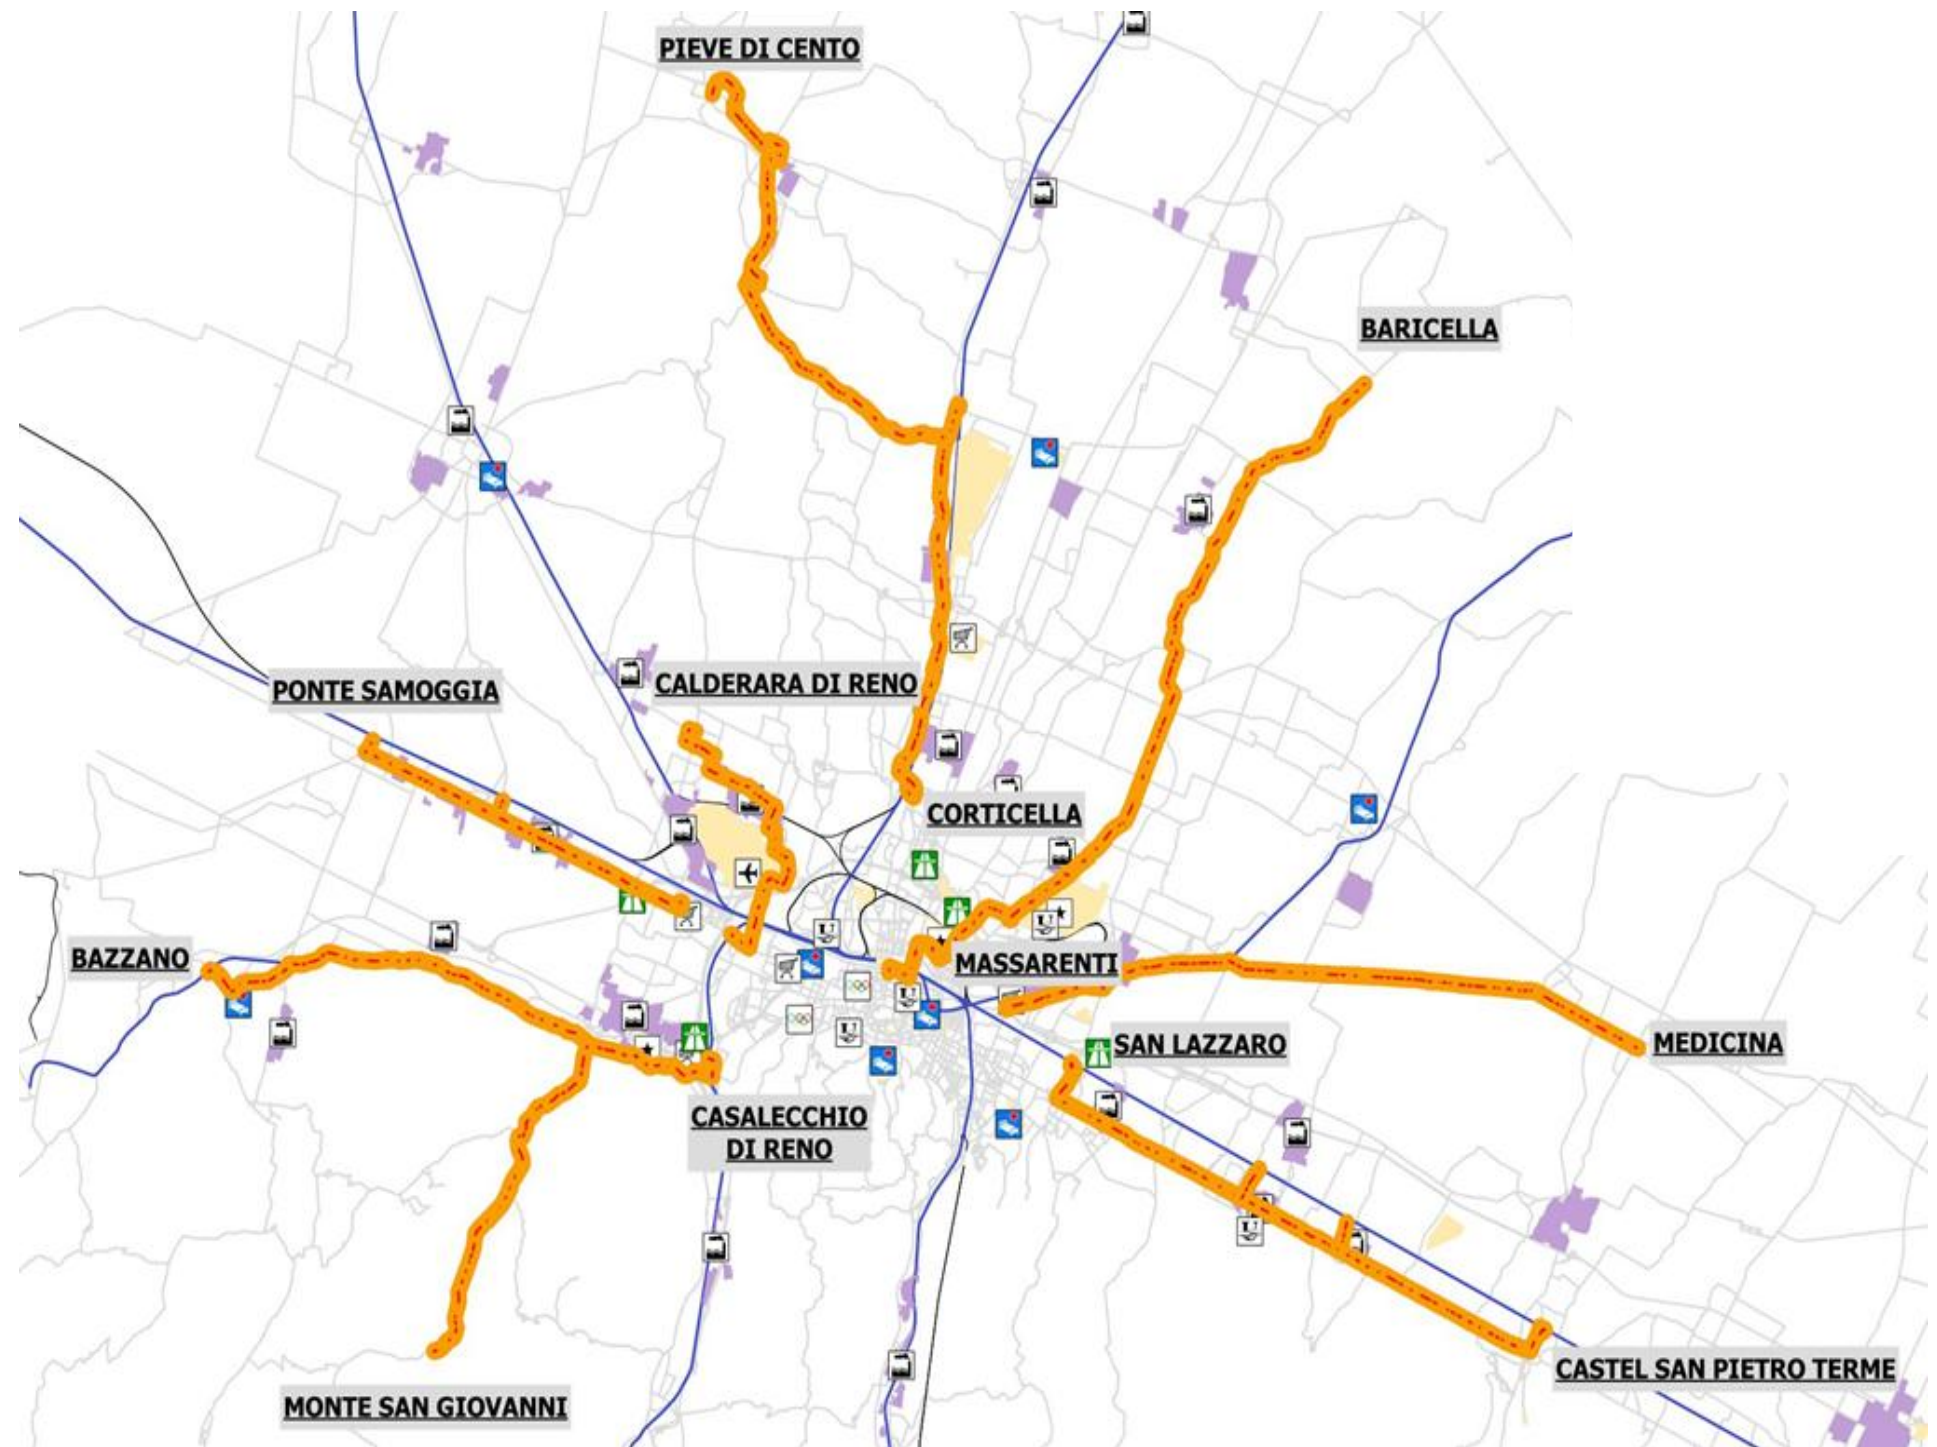 PIEVE DI CENTO
BARICELLA
CALDERARA DI RENO
PONTE SAMOGGIA
CORTICELLA
BAZZANO
MASSARENTI
SAN LAZZARO
MEDICINA
CASALECCHIO
DI RENO
CASTEL SAN PIETRO TERME
MONTE SAN GIOVANNI